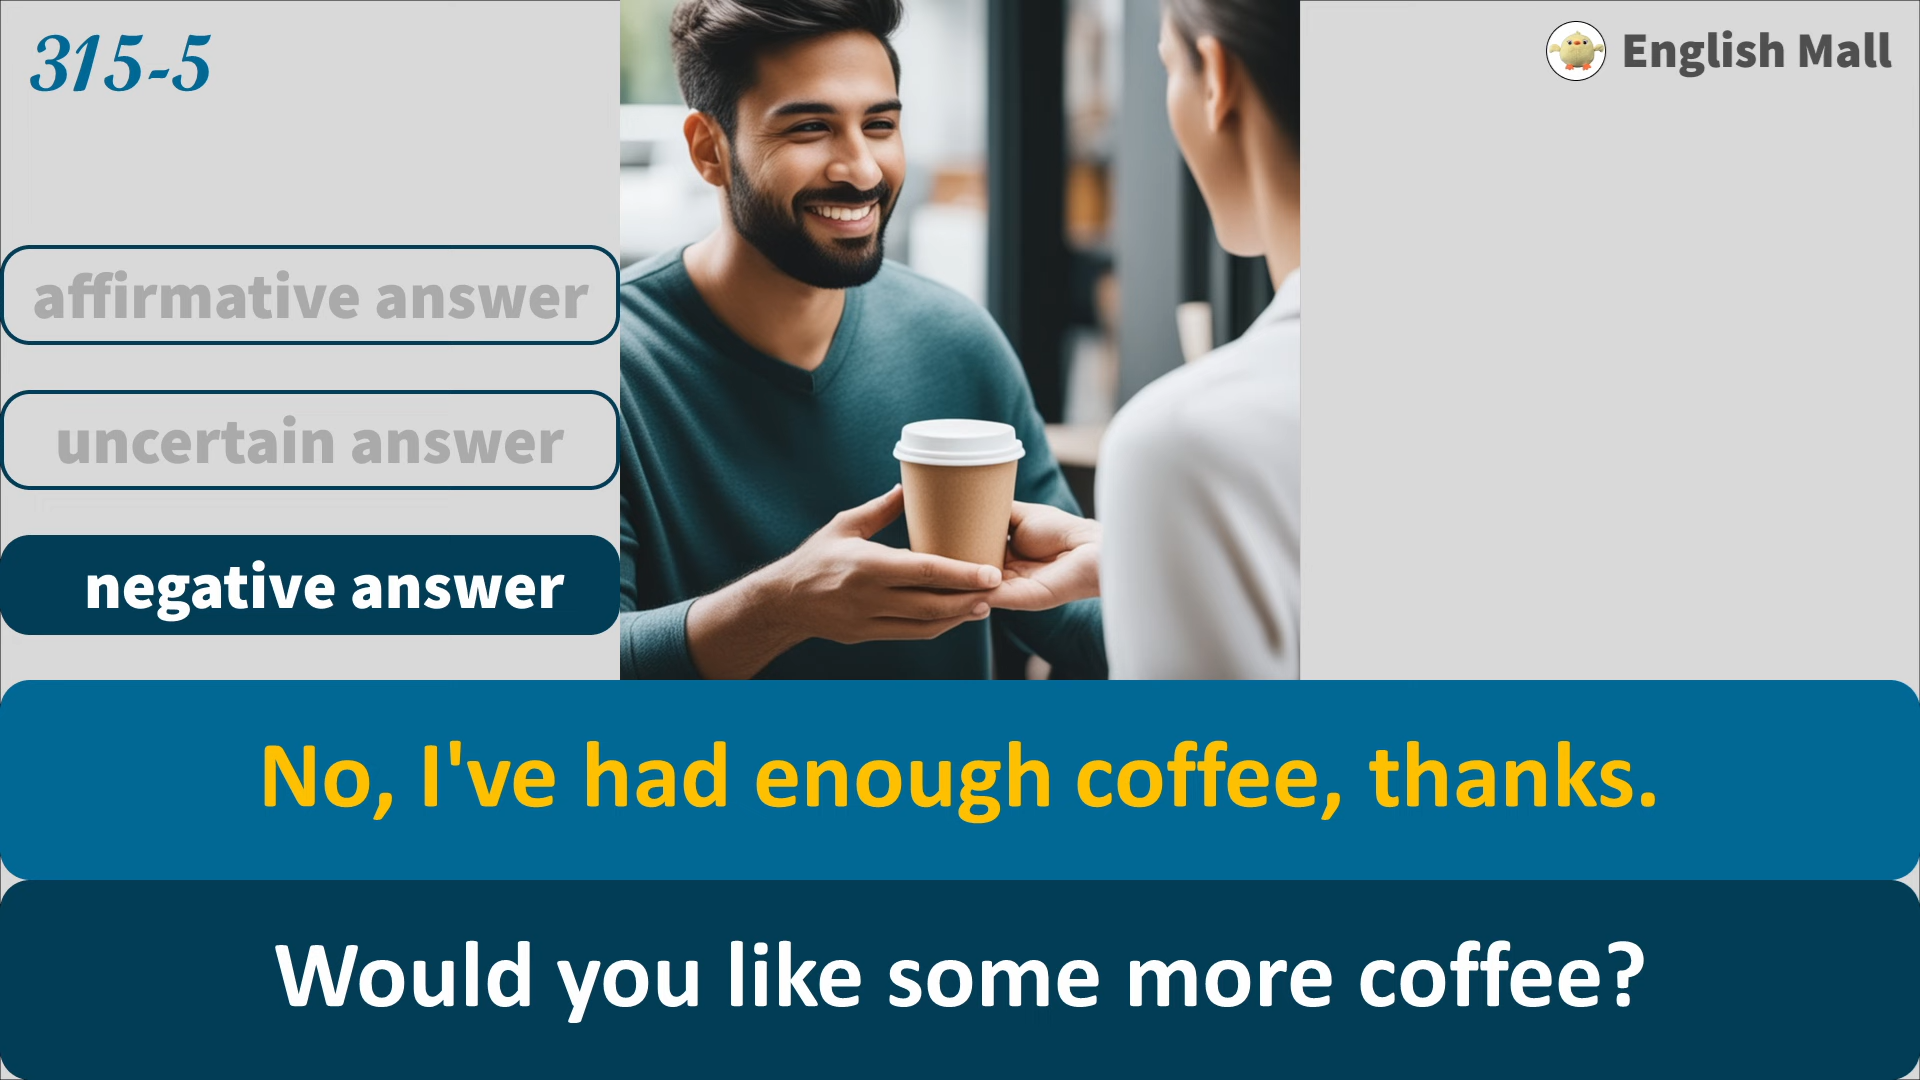 315-5
English Mall
affirmative answer
uncertain answer
negative answer
No, I've had enough coffee, thanks.
Would you like some more coffee?